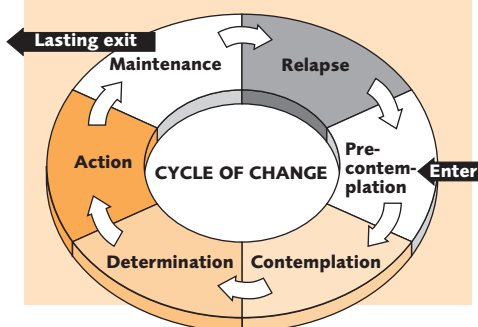 Lasting exit
Maintenance
Relapse
Pre-
contem-
plation
Enter
Action
CYCLE OF CHANGE
Determination
Contemplation